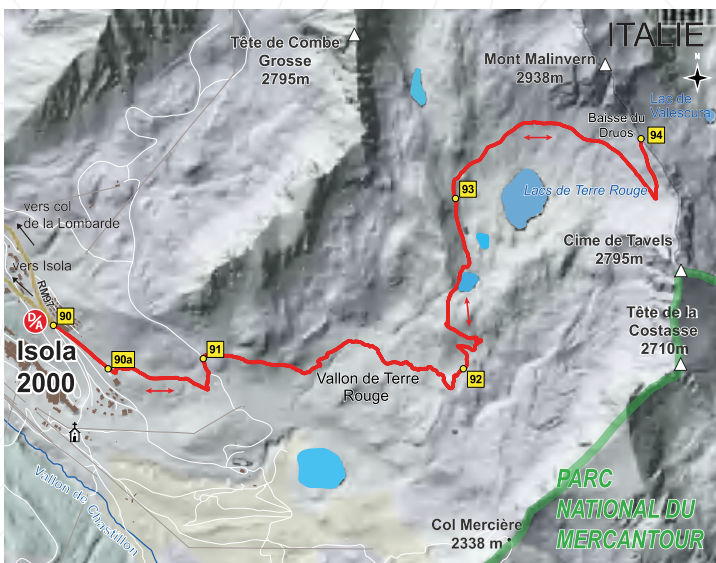 ITALIE
Tête de Combe
Grosse
2795m
Mont Malinvern
2938m
N
Lac de
Valescura
Baisse du
Druos
94
93
Lacs de Terre Rouge
vers col
de la Lombarde
Cime de Tavels
2795m
vers Isola
RM97
D/A
90
Tête de la
Costasse
2710m
Isola
2000
90a
91
92
Vallon de Terre
Rouge
Vallon de Chastillon
PARC
NATIONAL DU
MERCANTOUR
Col Mercière
2338 m